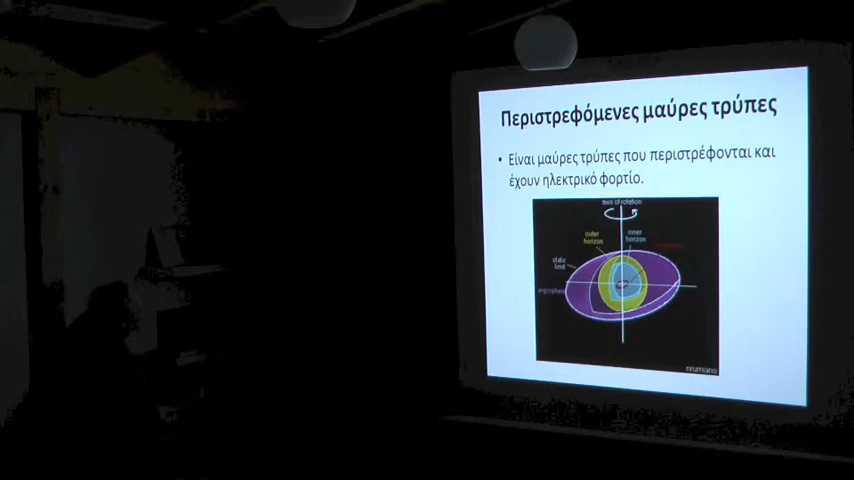 Περιστρεφόμενες μαύρες τρύπες
• Είναι μαύρες τρύπες που περιστρέφονται και
έχουν ηλεκτρικό φορτίο.
axis of rotation
outer
horizon
inner
horizon
static
limit
ergosphere